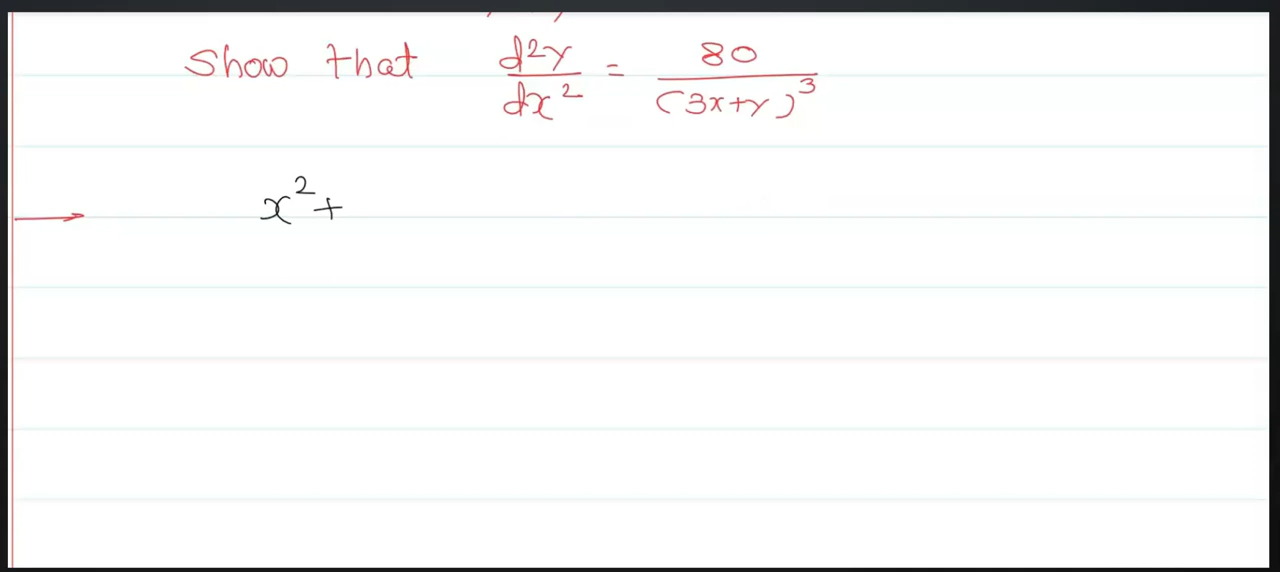 Show that d²y/dx² = 80/(3x+y)³
x²+